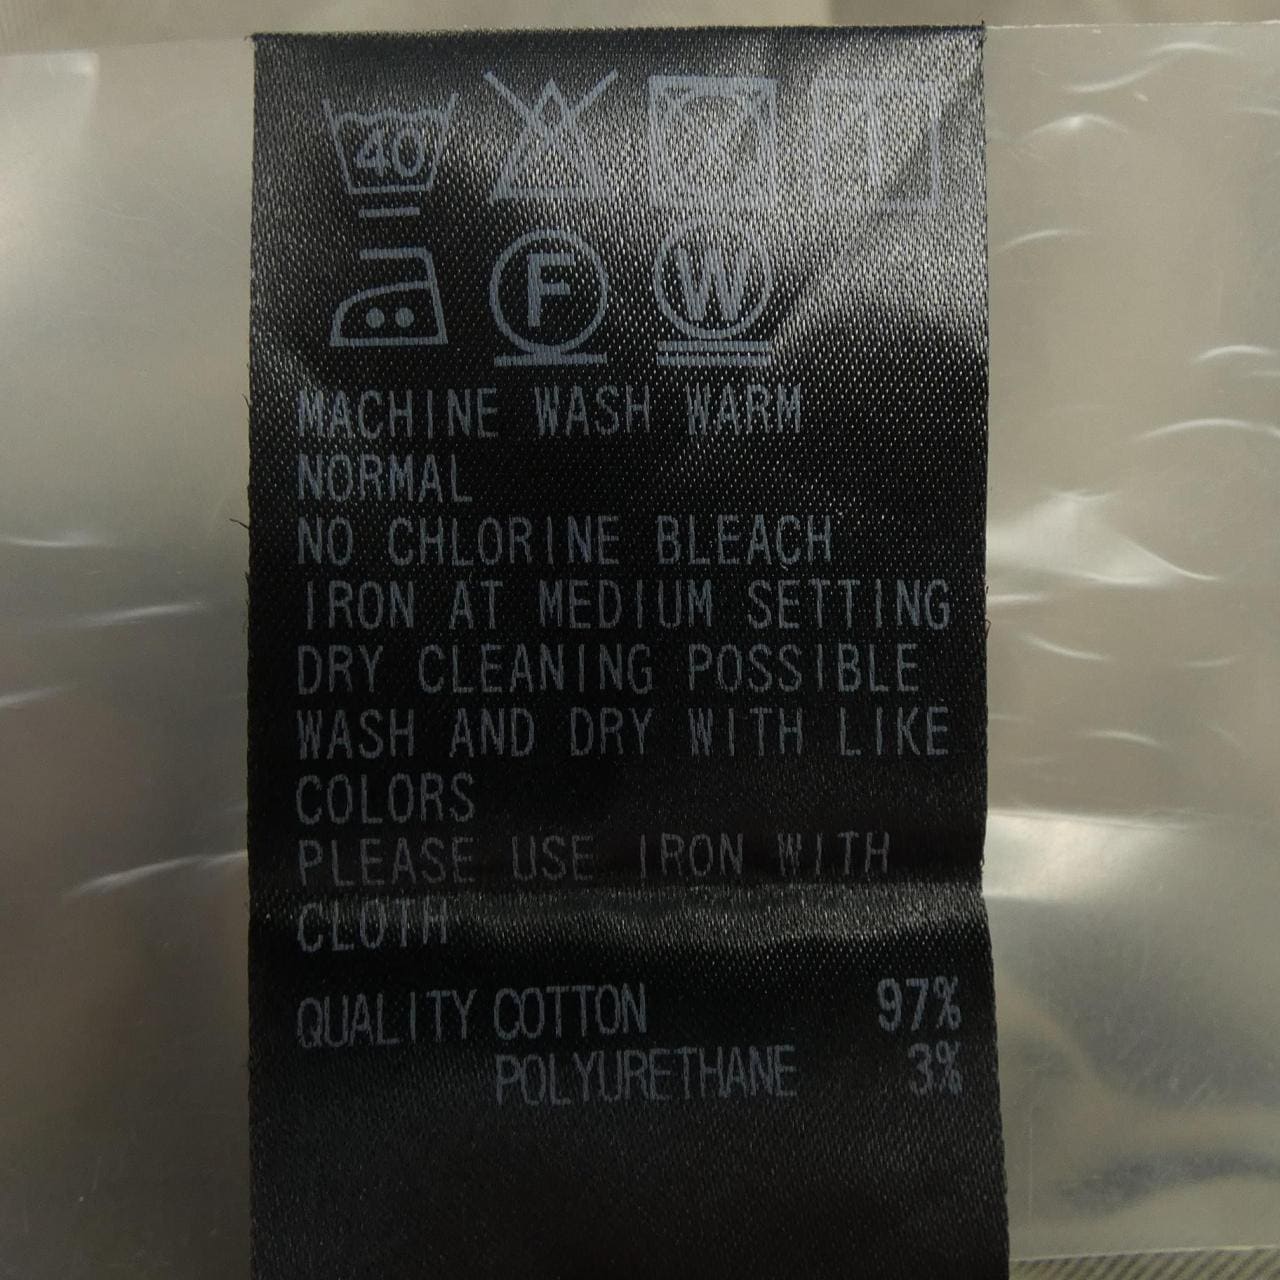 40
F W
MACHINE WASH WARM
NORMAL
NO CHLORINE BLEACH
IRON AT MEDIUM SETTING
DRY CLEANING POSSIBLE
WASH AND DRY WITH LIKE
COLORS
PLEASE USE IRON WITH
CLOTH
QUALITY COTTON 97%
POLYURETHANE 3%